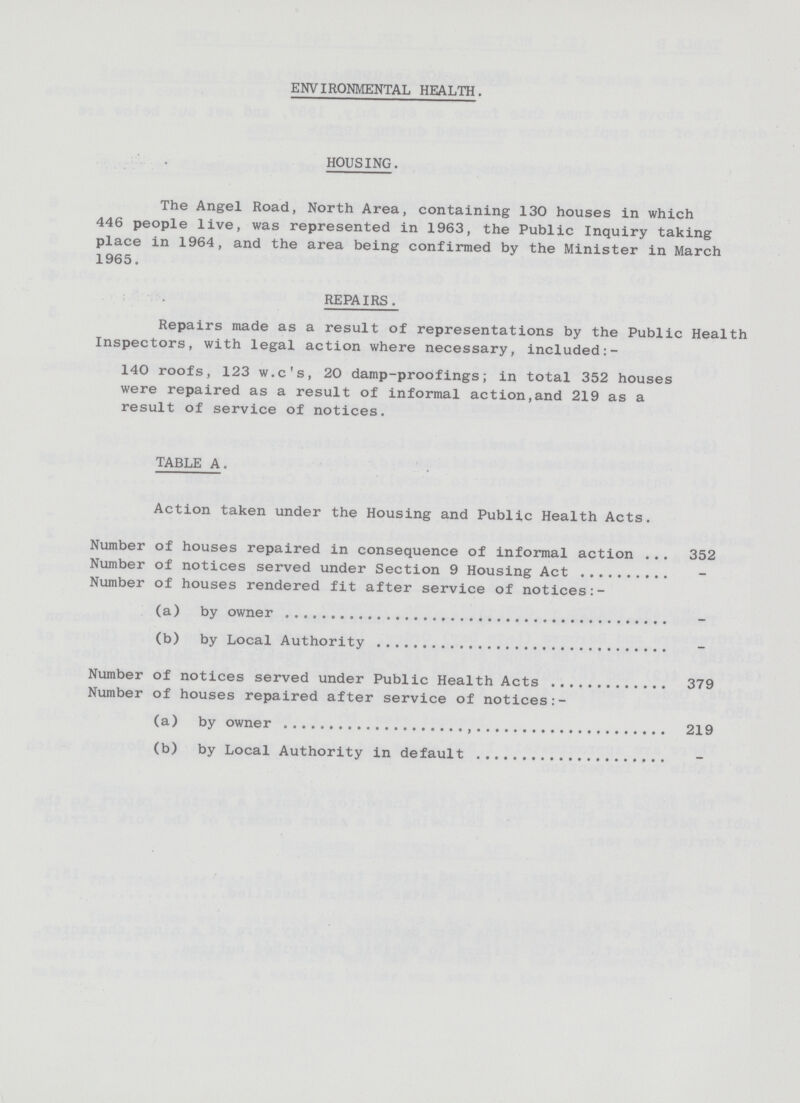 ENVIRONMENTAL HEALTH.
HOUSING.
The Angel Road, North Area, containing 130 houses in which
446 people live, was represented in 1963, the Public Inquiry taking
place in 1964, and the area being confirmed by the Minister in March
1965.
REPAIRS.
Repairs made as a result of representations by the Public Health
Inspectors, with legal action where necessary, included:-
140 roofs, 123 w.c's, 20 damp-proofings; in total 352 houses
were repaired as a result of informal action,and 219 as a
result of service of notices.
TABLE A.
Action taken under the Housing and Public Health Acts.
Number of houses repaired in consequence of informal action ... 352
Number of notices served under Section 9 Housing Act .......... -
Number of houses rendered fit after service of notices:-
(a) by owner .......................................... -
(b) by Local Authority ................................ -
Number of notices served under Public Health Acts ............. 379
Number of houses repaired after service of notices:-
(a) by owner ....................,..................... 219
(b) by Local Authority in default ..................... -